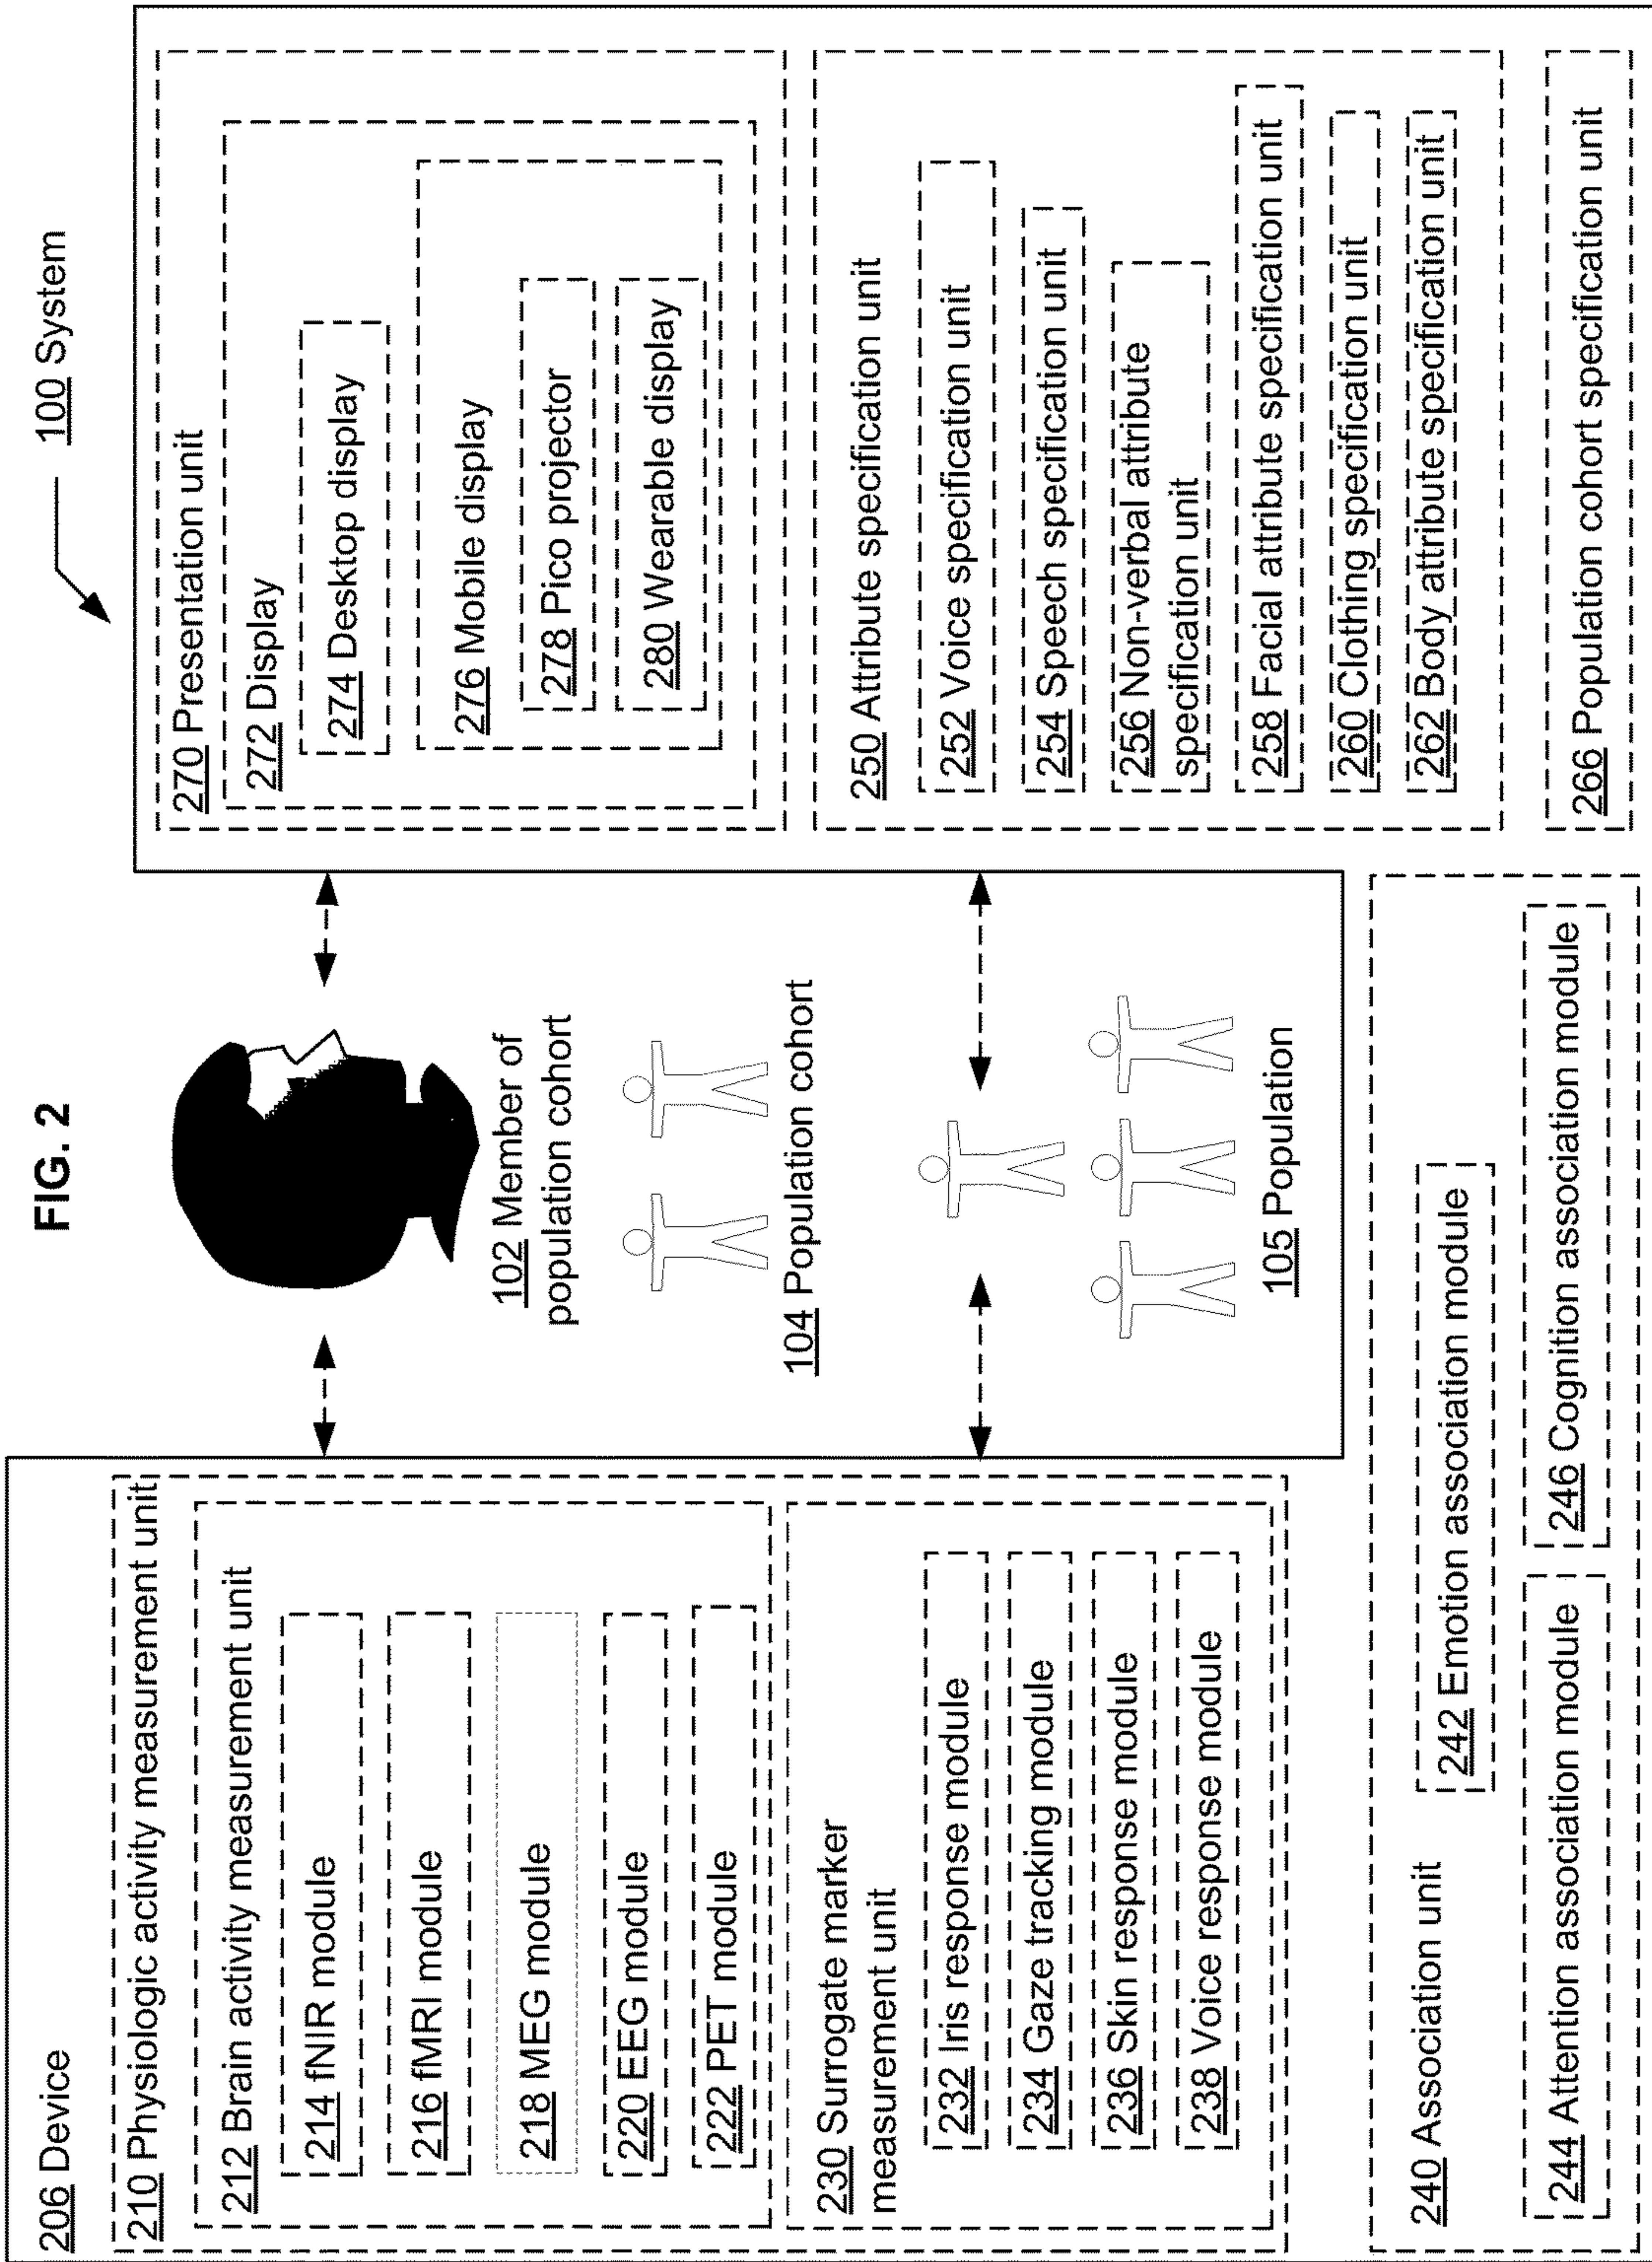 FIG. 2
100 System
206 Device
210 Physiologic activity measurement unit
212 Brain activity measurement unit
214 fNIR module
216 fMRI module
218 MEG module
220 EEG module
222 PET module
230 Surrogate marker
measurement unit
232 Iris response module
234 Gaze tracking module
236 Skin response module
238 Voice response module
102 Member of
population cohort
104 Population cohort
105 Population
270 Presentation unit
272 Display
274 Desktop display
276 Mobile display
278 Pico projector
280 Wearable display
250 Attribute specification unit
252 Voice specification unit
254 Speech specification unit
256 Non-verbal attribute
specification unit
258 Facial attribute specification unit
260 Clothing specification unit
262 Body attribute specification unit
266 Population cohort specification unit
240 Association unit
242 Emotion association module
244 Attention association module
246 Cognition association module